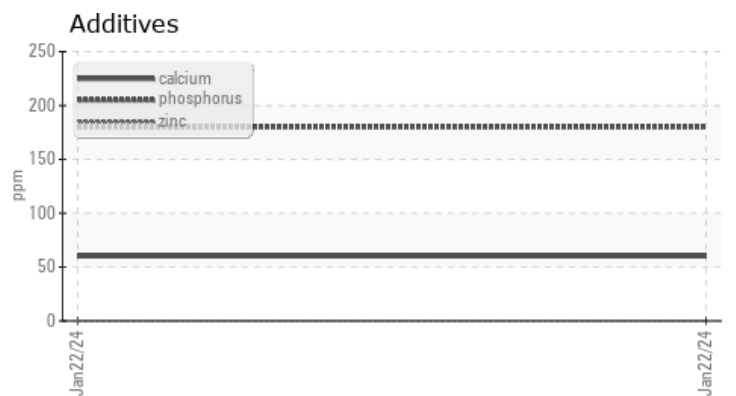 Additives
250
200
150
100
50
0
ppm
calcium
phosphorus
zinc
Jan22/24
Jan22/24